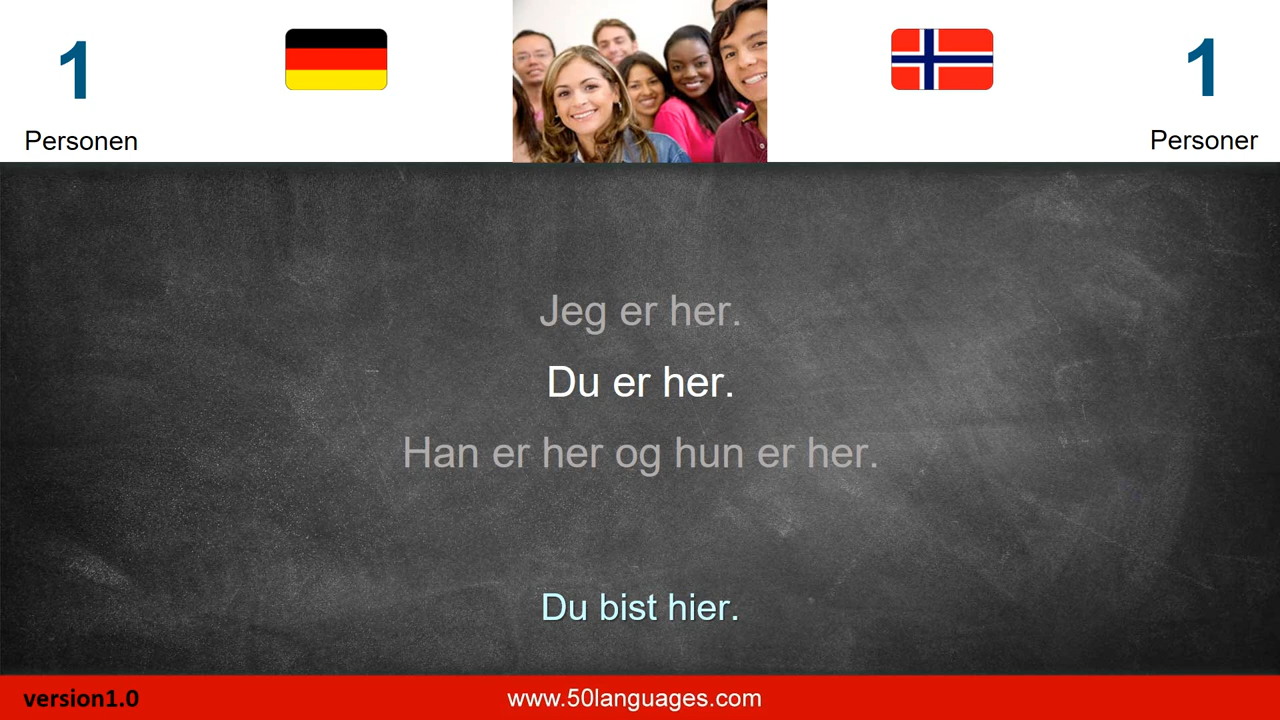 1
Personen
1
Personer
Jeg er her.
Du er her.
Han er her og hun er her.
Du bist hier.
version1.0
www.50languages.com